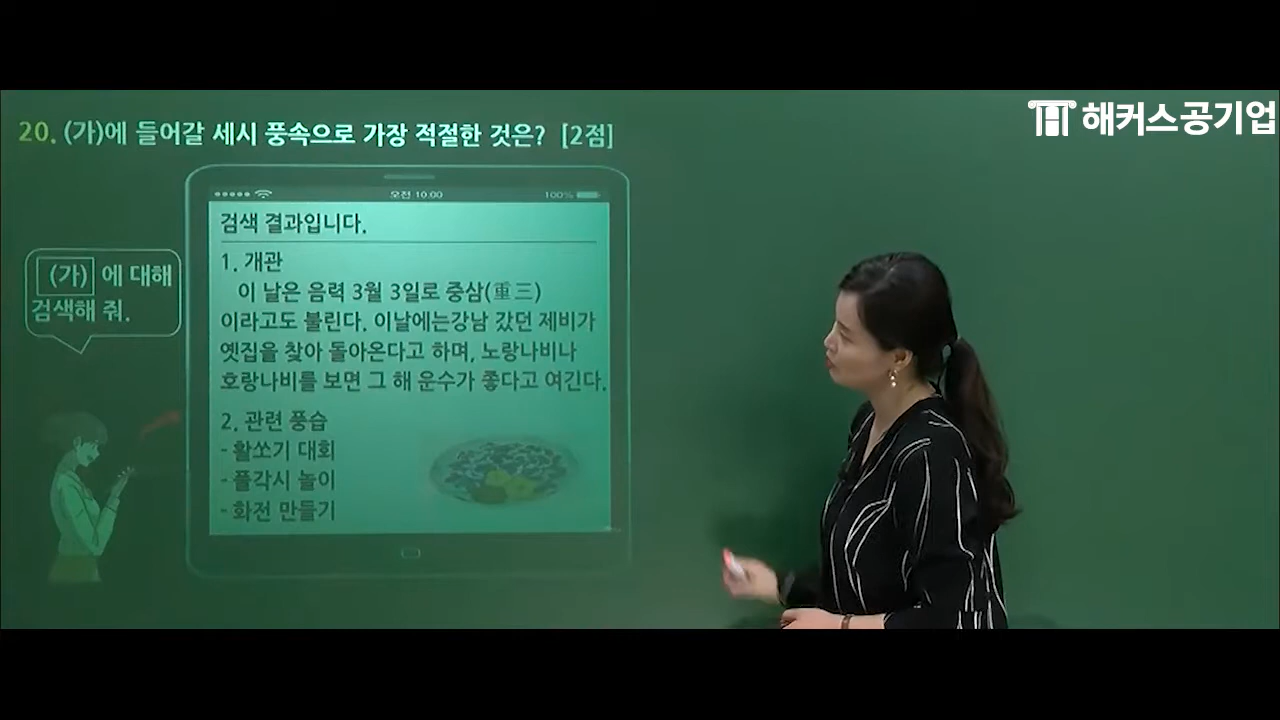 해커스공기업
20. (가)에 들어갈 세시 풍속으로 가장 적절한 것은? [2점]
오전 10:00
100%
검색 결과입니다.
(가) 에 대해
검색해 줘.
1. 개관
이 날은 음력 3월 3일로 중삼(重三)
이라고도 불린다. 이날에는강남 갔던 제비가
옛집을 찾아 돌아온다고 하며, 노랑나비나
호랑나비를 보면 그 해 운수가 좋다고 여긴다.
2. 관련 풍습
- 활쏘기 대회
- 풀각시 놀이
- 화전 만들기